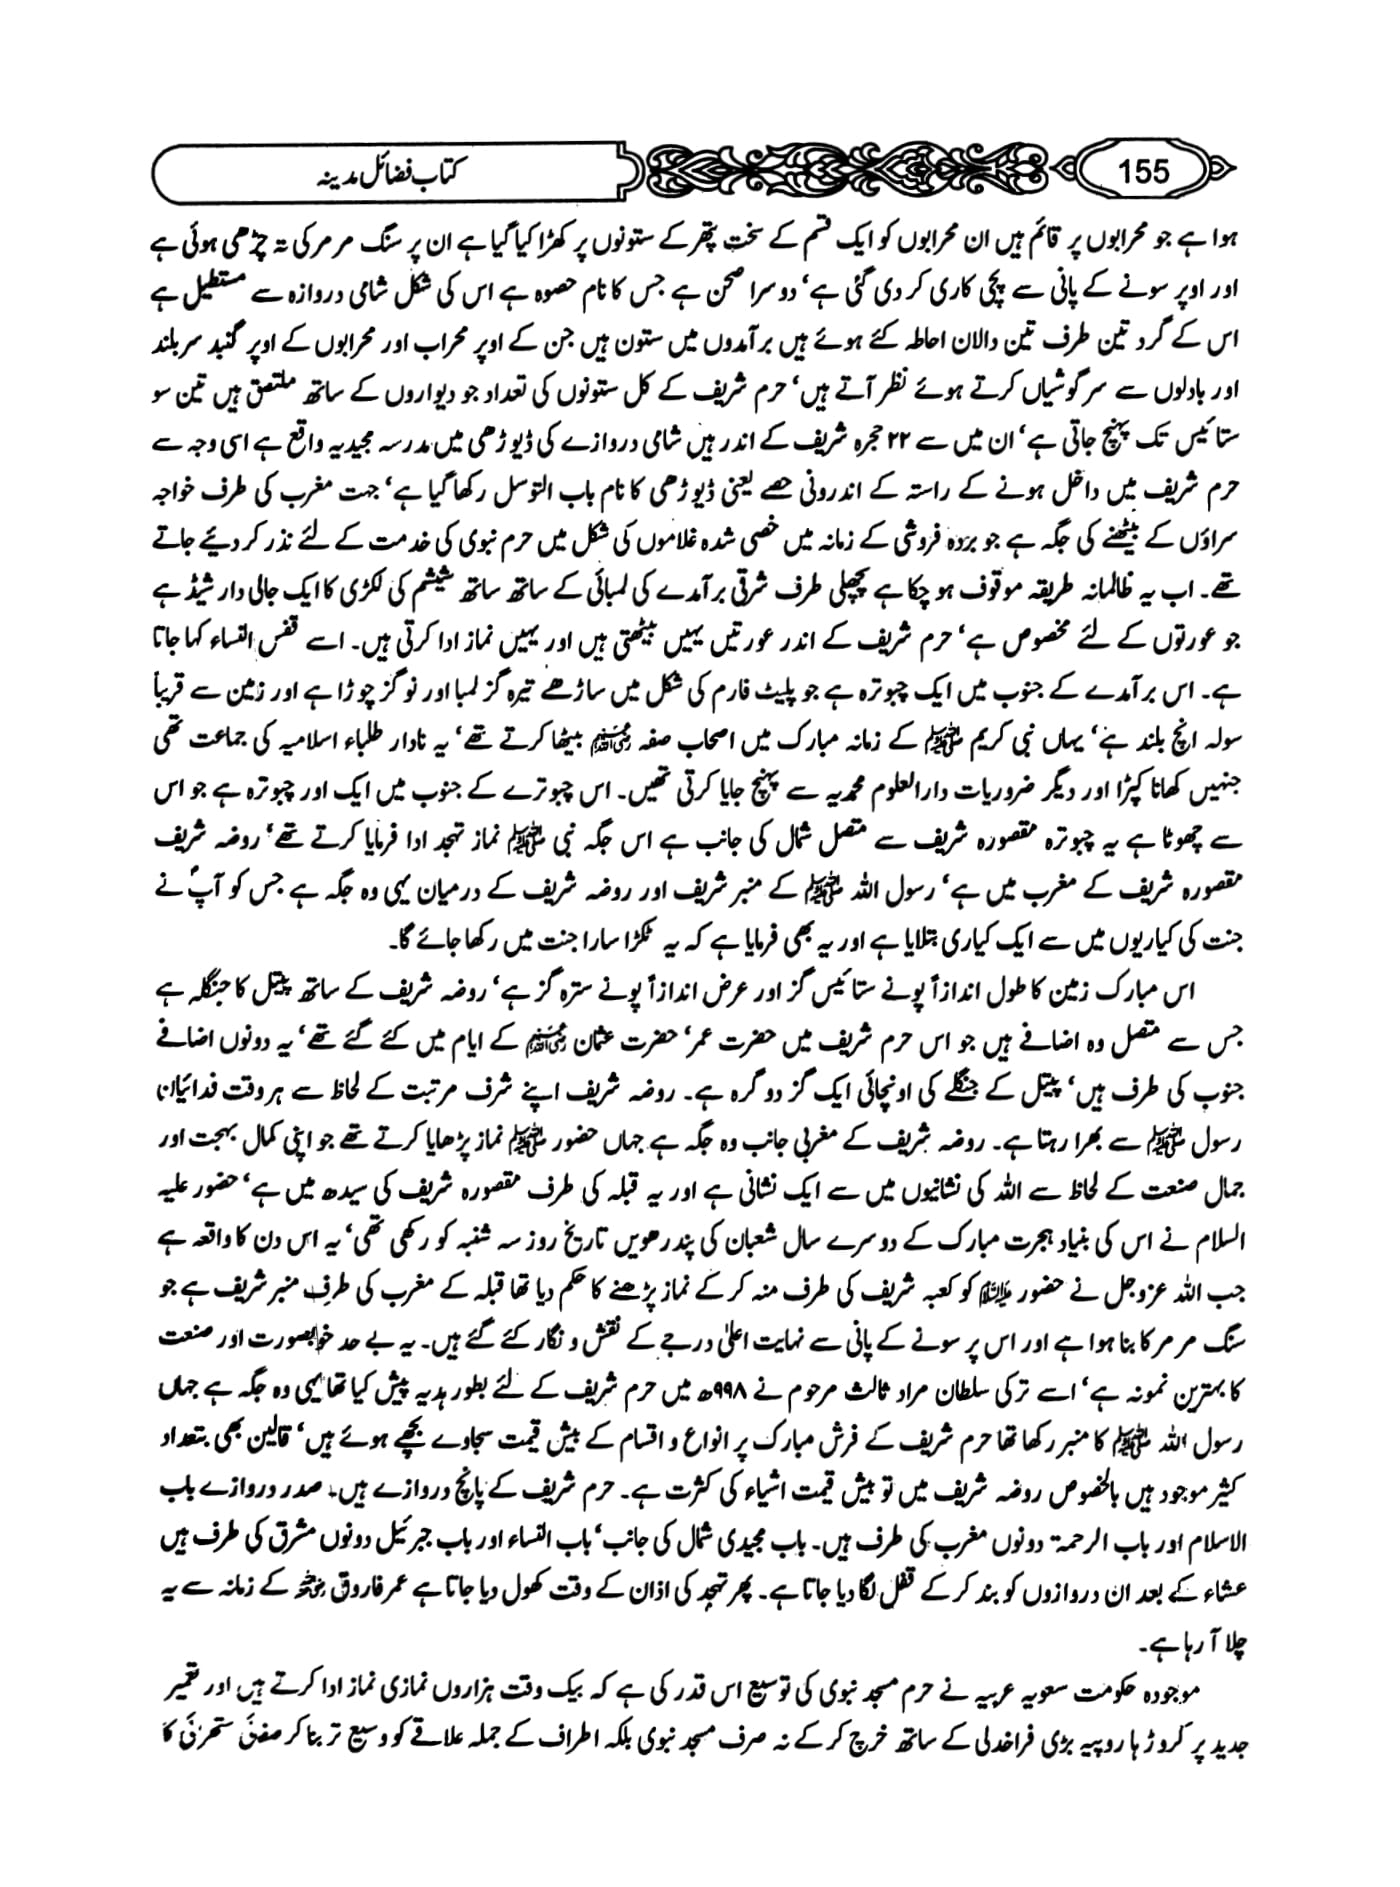 155
کتاب فضائل مدینہ
ہوا ہے جو محرابوں پر قائم ہیں ان محرابوں کو ایک قسم کے سخت پتھر کے ستونوں پر کھڑا کیا گیا ہے ان پر سنگ مرمر کی تہ چڑھی ہوئی ہے
اور اوپر سونے کے پانی سے پچی کاری کر دی گئی ہے‘ دوسرا صحن ہے جس کا نام حصوہ ہے اس کی شکل شامی دروازہ سے مستطیل ہے
اس کے گرد تین طرف تین دالان احاطہ کئے ہوئے ہیں برآمدوں میں ستون ہیں جن کے اوپر محراب اور محرابوں کے اوپر گنبد سربلند
اور بادلوں سے سرگوشیاں کرتے ہوئے نظر آتے ہیں‘ حرم شریف کے کل ستونوں کی تعداد جو دیواروں کے ساتھ ملتصق ہیں تین سو
ستائیس تک پہنچ جاتی ہے‘ ان میں سے ۲۲ حجرہ شریف کے اندر ہیں شامی دروازے کی ڈیوڑھی میں مدرسہ مجیدیہ واقع ہے اسی وجہ سے
حرم شریف میں داخل ہونے کے راستہ کے اندرونی حصے یعنی ڈیوڑھی کا نام باب التوسل رکھا گیا ہے‘ جہت مغرب کی طرف خواجہ
سراؤں کے بیٹھنے کی جگہ ہے جو بردہ فروشی کے زمانہ میں خصی شدہ غلاموں کی شکل میں حرم نبوی کی خدمت کے لئے نذر کر دیئے جاتے
تھے۔ اب یہ ظالمانہ طریقہ موقوف ہو چکا ہے پچھلی طرف شرقی برآمدے کی لمبائی کے ساتھ ساتھ شیشم کی لکڑی کا ایک جالی دار شیڈ ہے
جو عورتوں کے لئے مخصوص ہے‘ حرم شریف کے اندر عورتیں یہیں بیٹھتی ہیں اور یہیں نماز ادا کرتی ہیں۔ اسے قفس النساء کہا جاتا
ہے۔ اس برآمدے کے جنوب میں ایک چبوترہ ہے جو پلیٹ فارم کی شکل میں ساڑھے تیرہ گز لمبا اور نو گز چوڑا ہے اور زمین سے قریباً
سولہ انچ بلند ہے‘ یہاں نبی کریم ﷺ کے زمانہ مبارک میں اصحاب صفہ رضی اللہ عنہم بیٹھا کرتے تھے‘ یہ نادار طلباء اسلامیہ کی جماعت تھی
جنہیں کھانا کپڑا اور دیگر ضروریات دارالعلوم محمدیہ سے پہنچ جایا کرتی تھیں۔ اس چبوترے کے جنوب میں ایک اور چبوترہ ہے جو اس
سے چھوٹا ہے یہ چبوترہ مقصورہ شریف سے متصل شمال کی جانب ہے اس جگہ نبی ﷺ نماز تہجد ادا فرمایا کرتے تھے‘ روضہ شریف
مقصورہ شریف کے مغرب میں ہے‘ رسول اللہ ﷺ کے منبر شریف اور روضہ شریف کے درمیان یہی وہ جگہ ہے جس کو آپؐ نے
جنت کی کیاریوں میں سے ایک کیاری بتلایا ہے اور یہ بھی فرمایا ہے کہ یہ ٹکڑا سارا جنت میں رکھا جائے گا۔
اس مبارک زمین کا طول اندازاً پونے ستائیس گز اور عرض اندازاً پونے سترہ گز ہے‘ روضہ شریف کے ساتھ پیتل کا جنگلہ ہے
جس سے متصل وہ اضافے ہیں جو اس حرم شریف میں حضرت عمر‘ حضرت عثمان رضی اللہ عنہم کے ایام میں کئے گئے تھے‘ یہ دونوں اضافے
جنوب کی طرف ہیں‘ پیتل کے جنگلے کی اونچائی ایک گز دو گرہ ہے۔ روضہ شریف اپنے شرف مرتبت کے لحاظ سے ہر وقت فدائیان
رسول ﷺ سے بھرا رہتا ہے۔ روضہ شریف کے مغربی جانب وہ جگہ ہے جہاں حضور ﷺ نماز پڑھایا کرتے تھے جو اپنی کمال بہجت اور
جمال صنعت کے لحاظ سے اللہ کی نشانیوں میں سے ایک نشانی ہے اور یہ قبلہ کی طرف مقصورہ شریف کی سیدھ میں ہے‘ حضور علیہ
السلام نے اس کی بنیاد ہجرت مبارک کے دوسرے سال شعبان کی پندرھویں تاریخ روز سہ شنبہ کو رکھی تھی‘ یہ اس دن کا واقعہ ہے
جب اللہ عزوجل نے حضور ﷺ کو کعبہ شریف کی طرف منہ کر کے نماز پڑھنے کا حکم دیا تھا قبلہ کے مغرب کی طرف منبر شریف ہے جو
سنگ مرمر کا بنا ہوا ہے اور اس پر سونے کے پانی سے نہایت اعلیٰ درجے کے نقش و نگار کئے گئے ہیں۔ یہ بے حد خوبصورت اور صنعت
کا بہترین نمونہ ہے‘ اسے ترکی سلطان مراد ثالث مرحوم نے ۹۹۸ھ میں حرم شریف کے لئے بطور ہدیہ پیش کیا تھا یہی وہ جگہ ہے جہاں
رسول اللہ ﷺ کا منبر رکھا تھا حرم شریف کے فرش مبارک پر انواع و اقسام کے بیش قیمت سجاوے بچھے ہوئے ہیں‘ قالین بھی بتعداد
کثیر موجود ہیں بالخصوص روضہ شریف میں تو بیش قیمت اشیاء کی کثرت ہے۔ حرم شریف کے پانچ دروازے ہیں۔ صدر دروازے باب
الاسلام اور باب الرحمۃ دونوں مغرب کی طرف ہیں۔ باب مجیدی شمال کی جانب‘ باب النساء اور باب جبرئیل دونوں مشرق کی طرف ہیں
عشاء کے بعد ان دروازوں کو بند کر کے قفل لگا دیا جاتا ہے۔ پھر تہجد کی اذان کے وقت کھول دیا جاتا ہے عمر فاروق رضی اللہ عنہ کے زمانہ سے یہ
چلا آ رہا ہے۔
موجودہ حکومت سعودیہ عربیہ نے حرم مسجد نبوی کی توسیع اس قدر کی ہے کہ بیک وقت ہزاروں نمازی نماز ادا کرتے ہیں اور تعمیر
جدید پر کروڑہا روپیہ بڑی فراخدلی کے ساتھ خرچ کر کے نہ صرف مسجد نبوی بلکہ اطراف کے جملہ علاقے کو وسیع تر بنا کر صفائی ستھرائی کا